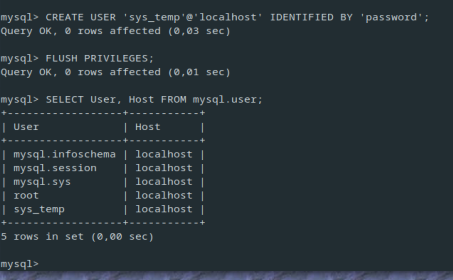 mysql> CREATE USER 'sys_temp'@'localhost' IDENTIFIED BY 'password';
Query OK, 0 rows affected (0,03 sec)
mysql> FLUSH PRIVILEGES;
Query OK, 0 rows affected (0,01 sec)
mysql> SELECT User, Host FROM mysql.user;
+------------------+-----------+
| User             | Host      |
+------------------+-----------+
| mysql.infoschema | localhost |
| mysql.session    | localhost |
| mysql.sys        | localhost |
| root             | localhost |
| sys_temp         | localhost |
+------------------+-----------+
5 rows in set (0,00 sec)
mysql>